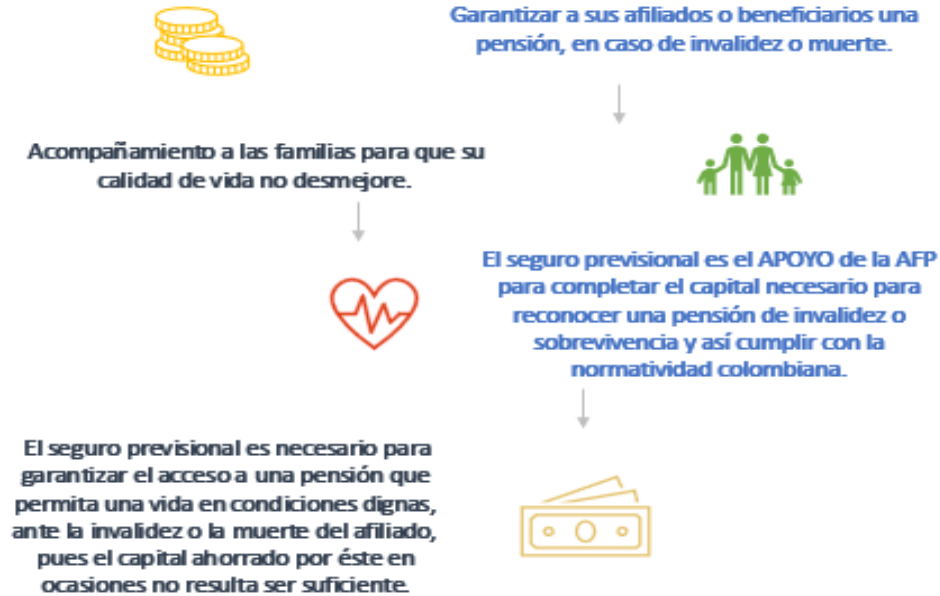 Garantizar a sus afiliados o beneficiarios una
pensión, en caso de invalidez o muerte.
Acompañamiento a las familias para que su
calidad de vida no desmejore.
El seguro previsional es el APOYO de la AFP
para completar el capital necesario para
reconocer una pensión de invalidez o
sobrevivencia y así cumplir con la
normatividad colombiana.
El seguro previsional es necesario para
garantizar el acceso a una pensión que
permita una vida en condiciones dignas,
ante la invalidez o la muerte del afiliado,
pues el capital ahorrado por éste en
ocasiones no resulta ser suficiente.